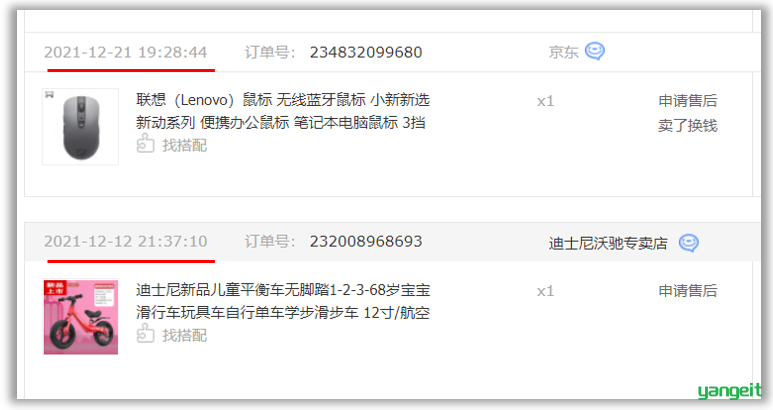 2021-12-21 19:28:44 订单号： 234832099680 京东
联想（Lenovo）鼠标 无线蓝牙鼠标 小新新选 x1 申请售后
新动系列 便携办公鼠标 笔记本电脑鼠标 3挡 卖了换钱
找搭配
2021-12-12 21:37:10 订单号： 232008968693 迪士尼沃驰专卖店
新品
上市
迪士尼新品儿童平衡车无脚踏1-2-3-68岁宝宝 x1 申请售后
滑行车玩具车自行单车学步滑步车 12寸/航空
找搭配
yangeit